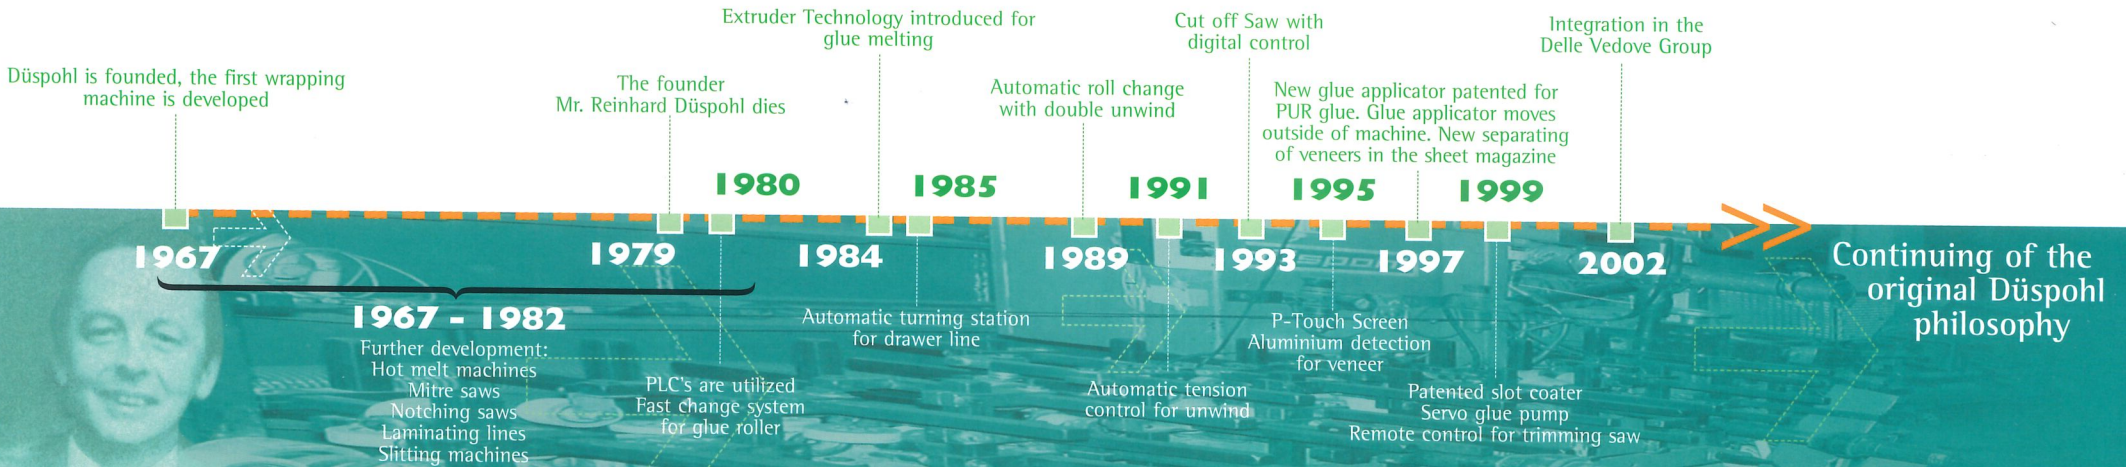 Düspohl is founded, the first wrapping
machine is developed
1967
1967 - 1982
Further development:
Hot melt machines
Mitre saws
Notching saws
Laminating lines
Slitting machines
The founder
Mr. Reinhard Düspohl dies
1979
1980
PLC's are utilized
Fast change system
for glue roller
Extruder Technology introduced for
glue melting
1984
1985
Automatic turning station
for drawer line
Automatic roll change
with double unwind
1989
1991
Automatic tension
control for unwind
Cut off Saw with
digital control
1993
1995
P-Touch Screen
Aluminium detection
for veneer
New glue applicator patented for
PUR glue. Glue applicator moves
outside of machine. New separating
of veneers in the sheet magazine
1997
1999
Patented slot coater
Servo glue pump
Remote control for trimming saw
Integration in the
Delle Vedove Group
2002
Continuing of the
original Düspohl
philosophy